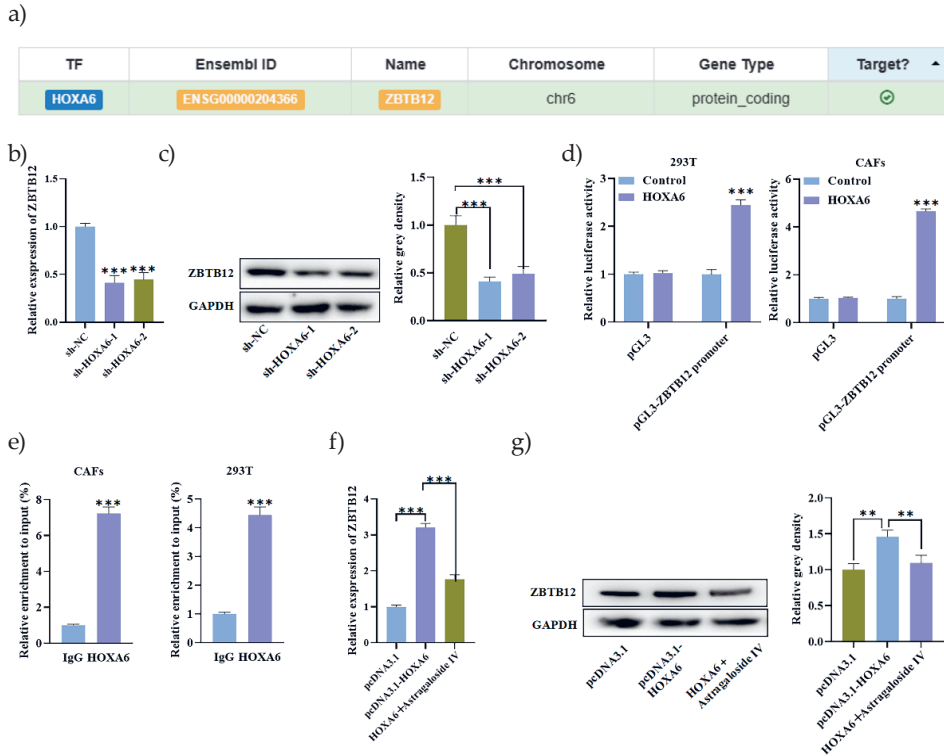 a)
TF Ensembl ID Name Chromosome Gene Type Target?
HOXA6 ENSG00000204366 ZBTB12 chr6 protein_coding
b)
Relative exspression of ZBTB12
1.5
1.0
0.5
0.0
*** ***
sh-NC
sh-HOXA6-1
sh-HOXA6-2
c)
ZBTB12
GAPDH
sh-NC
sh-HOXA6-1
sh-HOXA6-2
Relative grey density
1.5
1.0
0.5
0.0
***
***
sh-NC
sh-HOXA6-1
sh-HOXA6-2
d)
293T
Control
HOXA6
Relative luciferase activity
3
2
1
0
***
pGL3
pGL3-ZBTB12 promoter
CAFs
Control
HOXA6
Relative luciferase activity
6
4
2
0
***
pGL3
pGL3-ZBTB12 promoter
e)
CAFs
Relative enrichment to input (%)
8
6
4
2
0
***
IgG HOXA6
293T
Relative enrichment to input (%)
5
4
3
2
1
0
***
IgG HOXA6
f)
Relative exspression of ZBTB12
4
3
2
1
0
***
***
pcDNA3.1
pcDNA3.1-HOXA6
HOXA6+Astragaloside IV
g)
ZBTB12
GAPDH
pcDNA3.1
pcDNA3.1-
HOXA6
HOXA6+
Astragaloside IV
Relative grey density
2.0
1.5
1.0
0.5
0.0
** **
pcDNA3.1
pcDNA3.1-HOXA6
HOXA6+Astragaloside IV